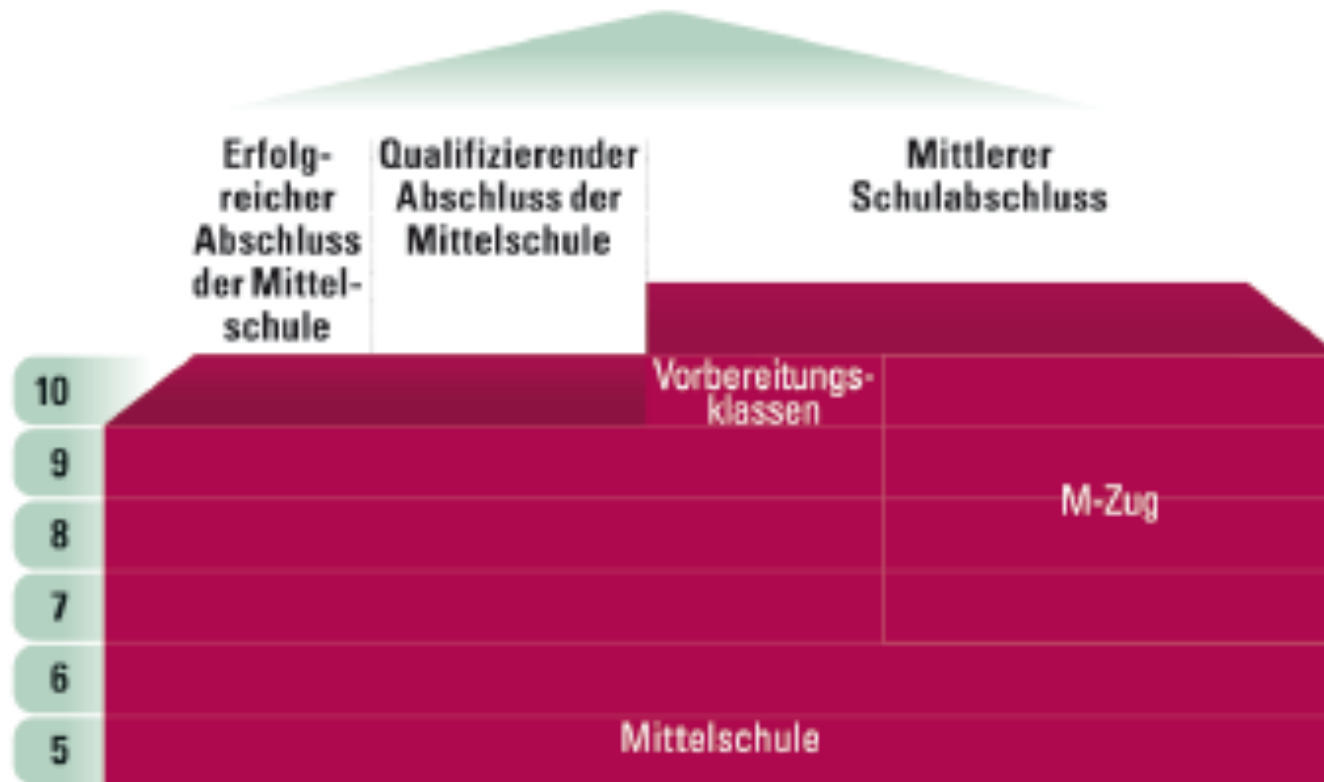 Erfolg-
reicher
Abschluss
der Mittel-
schule
Qualifizierender
Abschluss der
Mittelschule
Mittlerer
Schulabschluss
10
Vorbereitungs-
klassen
9
M-Zug
8
7
6
5
Mittelschule